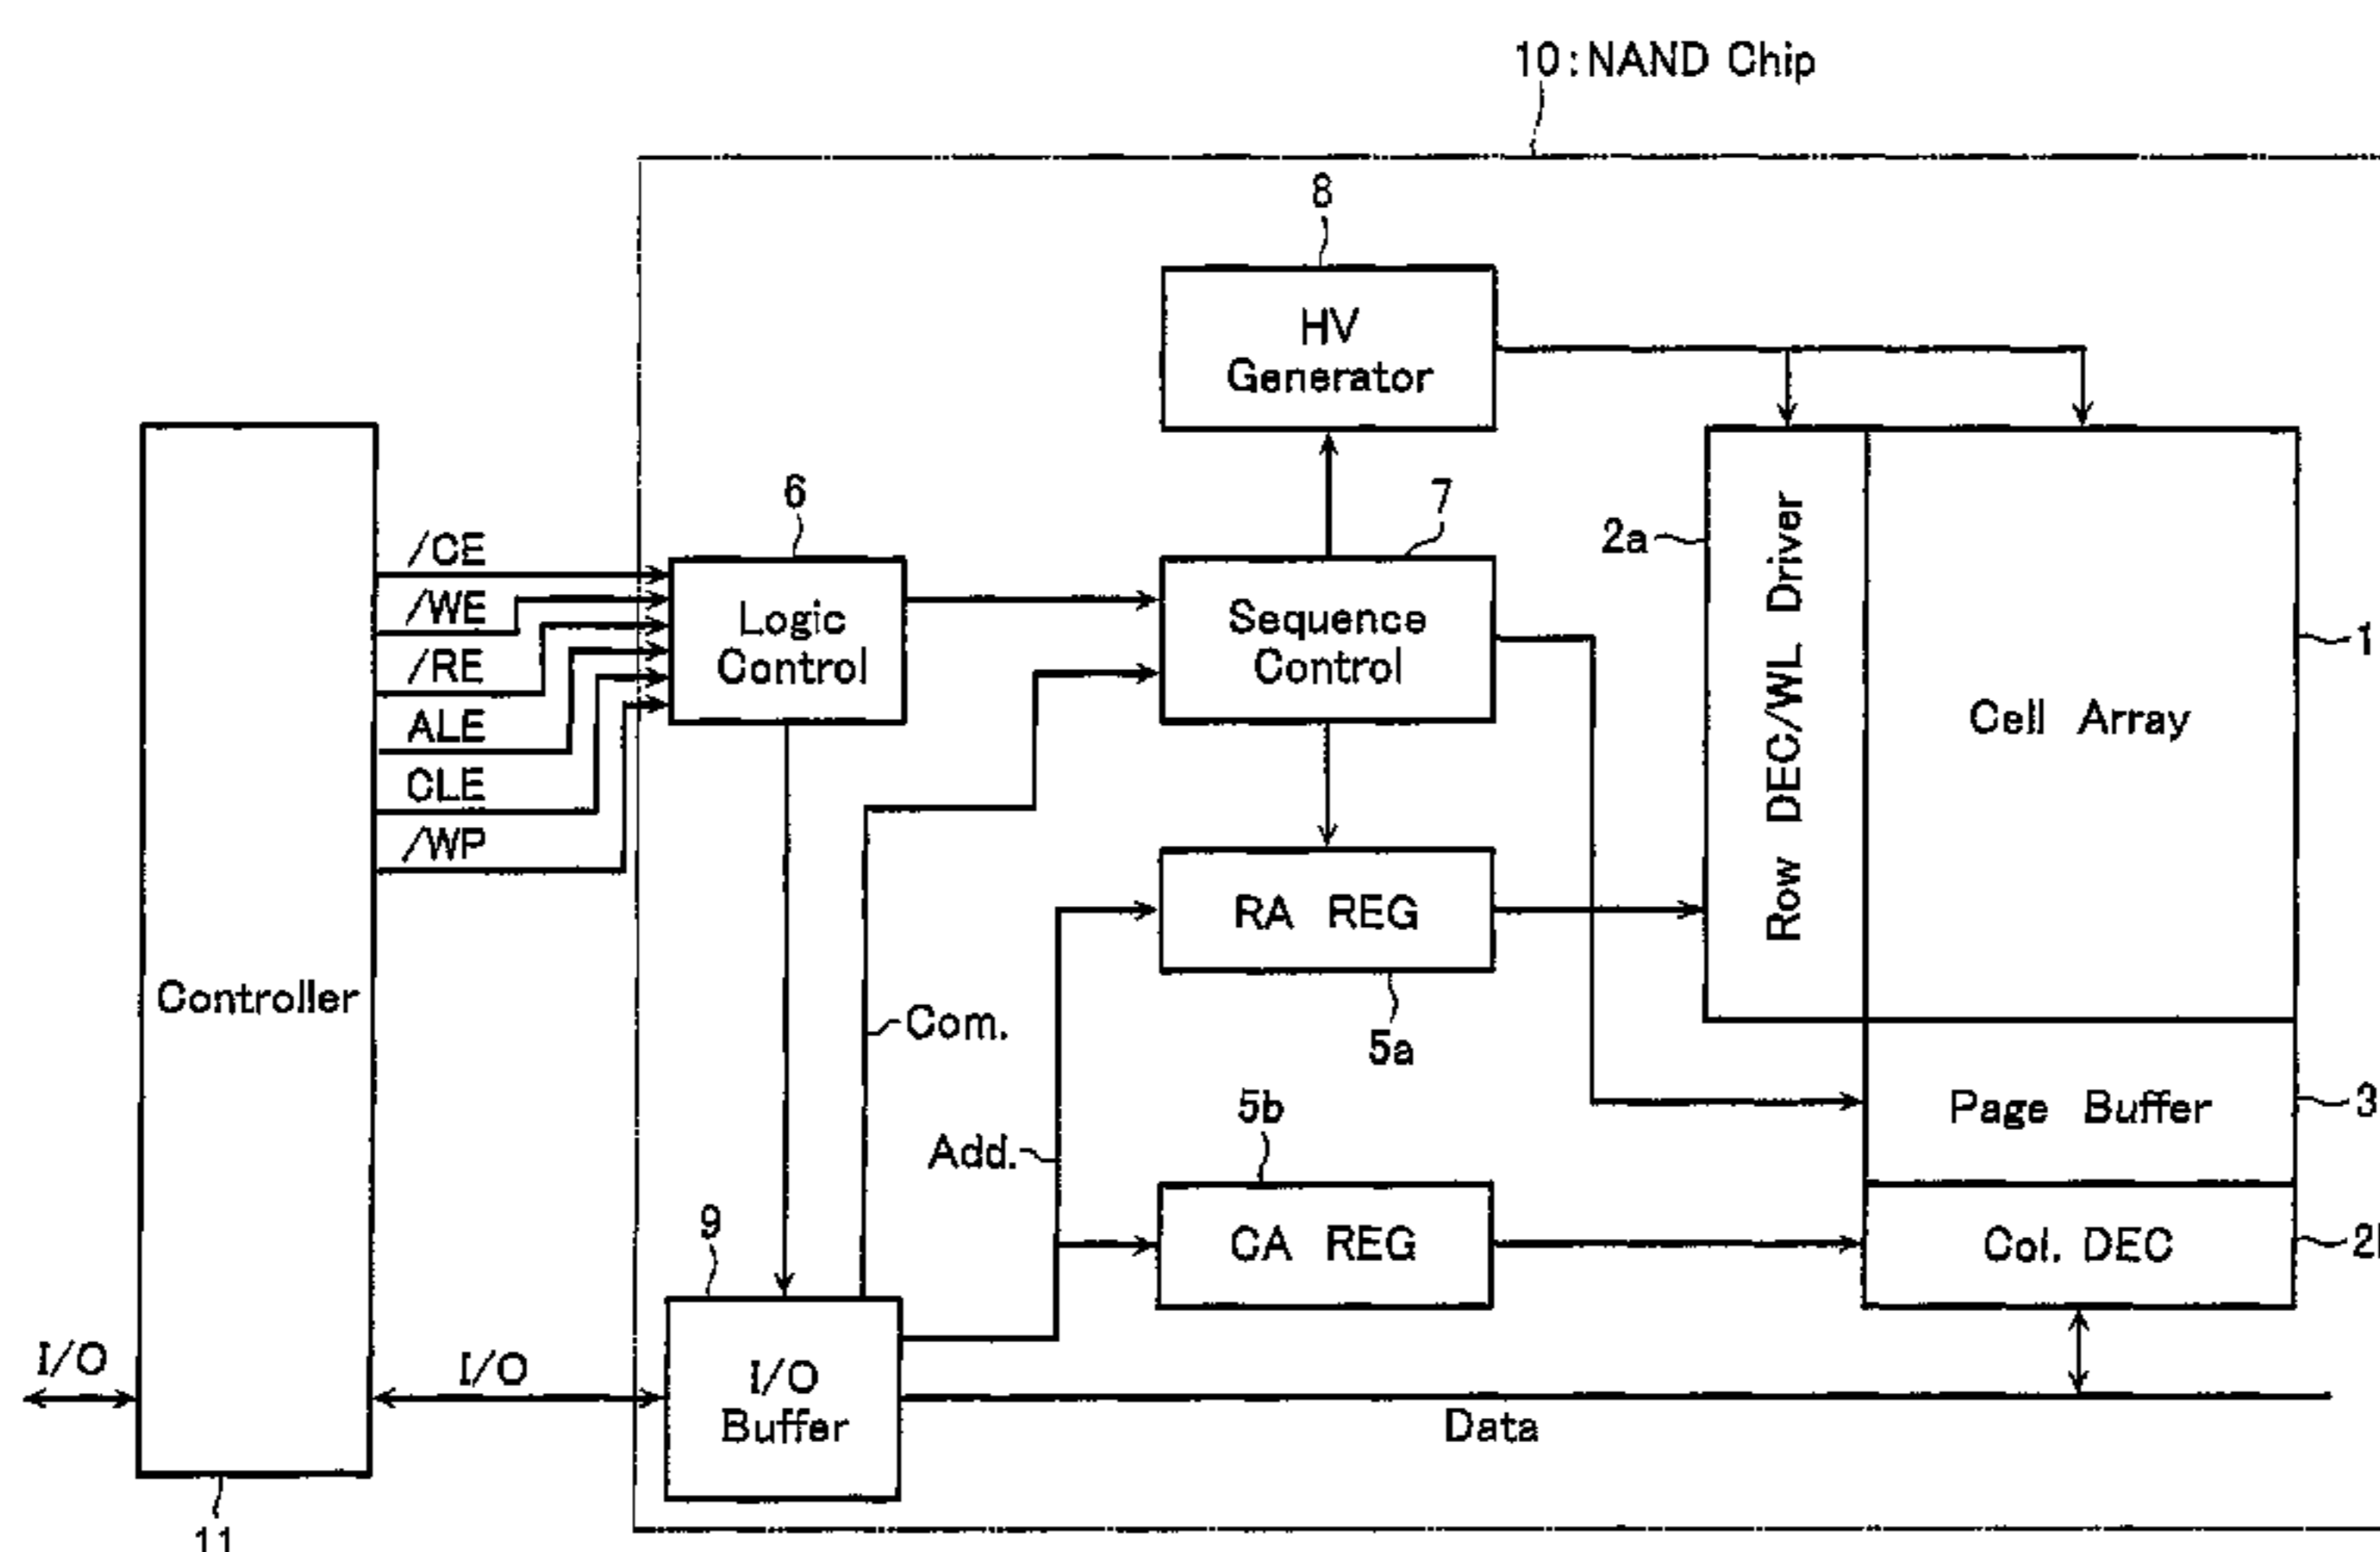 10:NAND Chip
8
HV
Generator
6
7
2a
/CE
/WE
/RE
ALE
CLE
/WP
Logic
Control
Sequence
Control
Row DEC/WL Driver
Cell Array
1
Controller
RA REG
5a
Com.
Add.
5b
Page Buffer
3
CA REG
Col. DEC
9
I/O
I/O
I/O
Buffer
Data
11